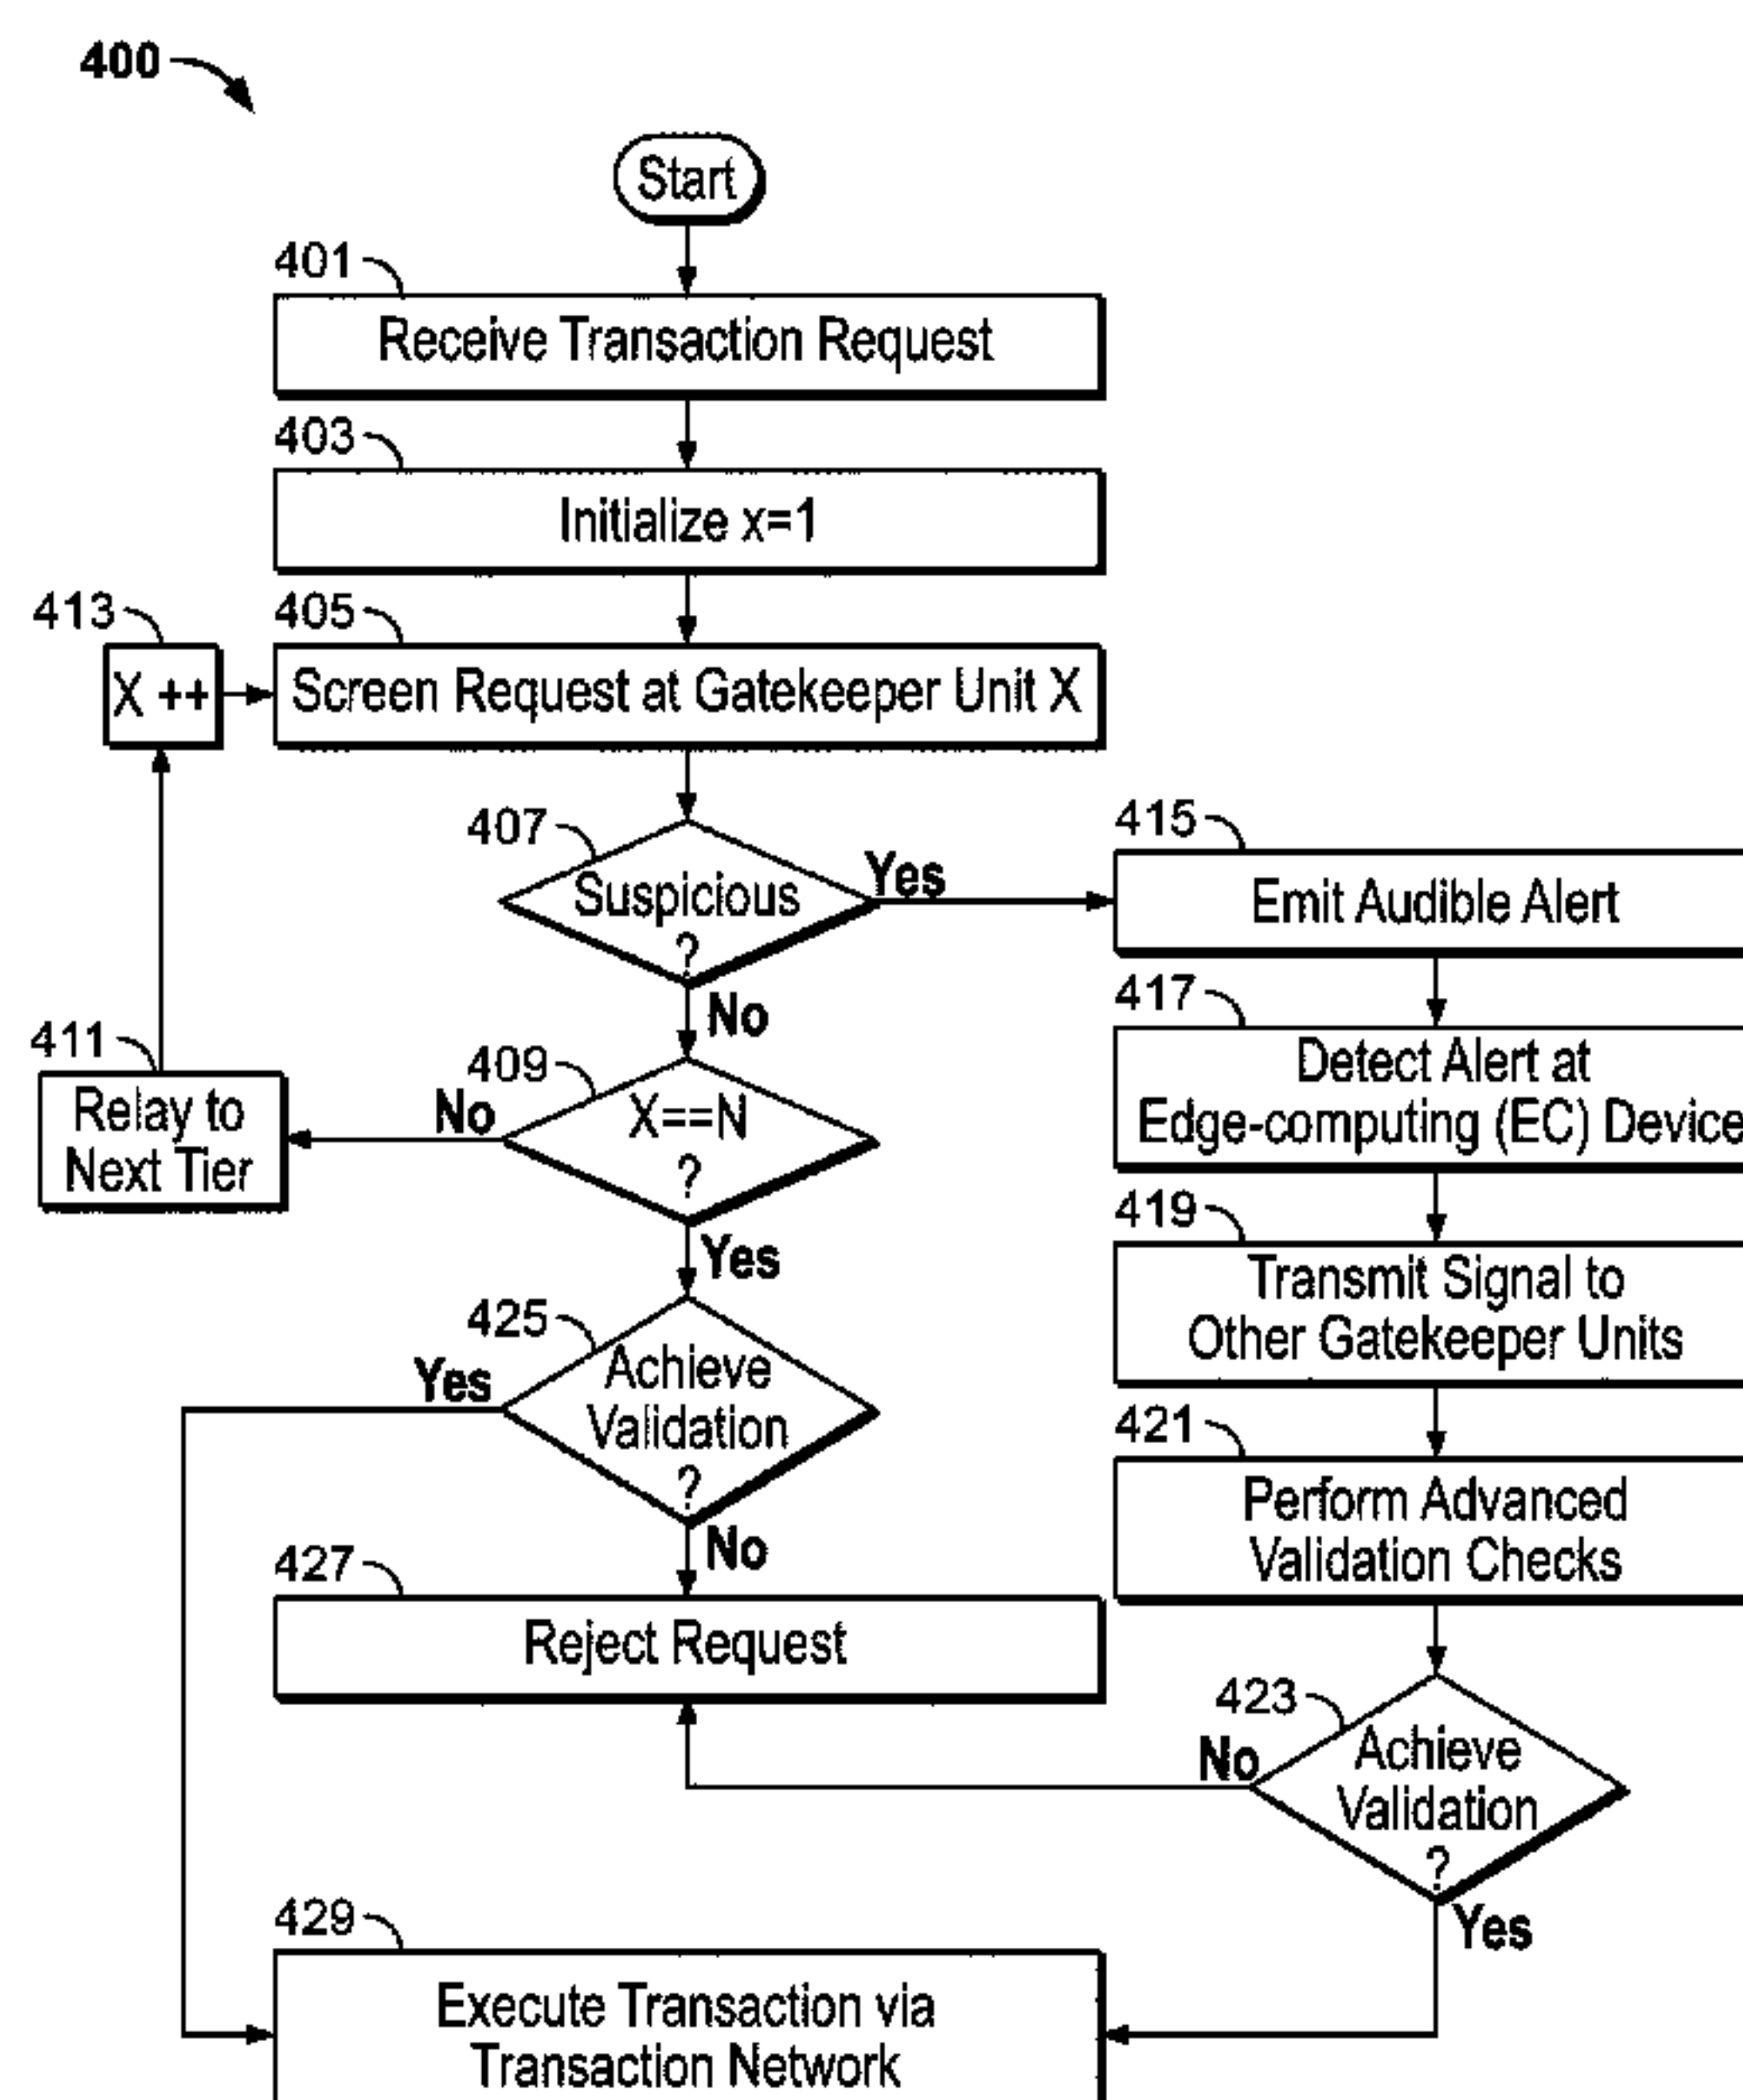 400
Start
401
Receive Transaction Request
403
Initialize x=1
413
X ++
405
Screen Request at Gatekeeper Unit X
407
Suspicious
?
Yes
No
415
Emit Audible Alert
417
Detect Alert at
Edge-computing (EC) Device
409
X==N
?
No
Yes
411
Relay to
Next Tier
419
Transmit Signal to
Other Gatekeeper Units
425
Achieve
Validation
?
Yes
No
421
Perform Advanced
Validation Checks
427
Reject Request
423
Achieve
Validation
?
No
Yes
429
Execute Transaction via
Transaction Network